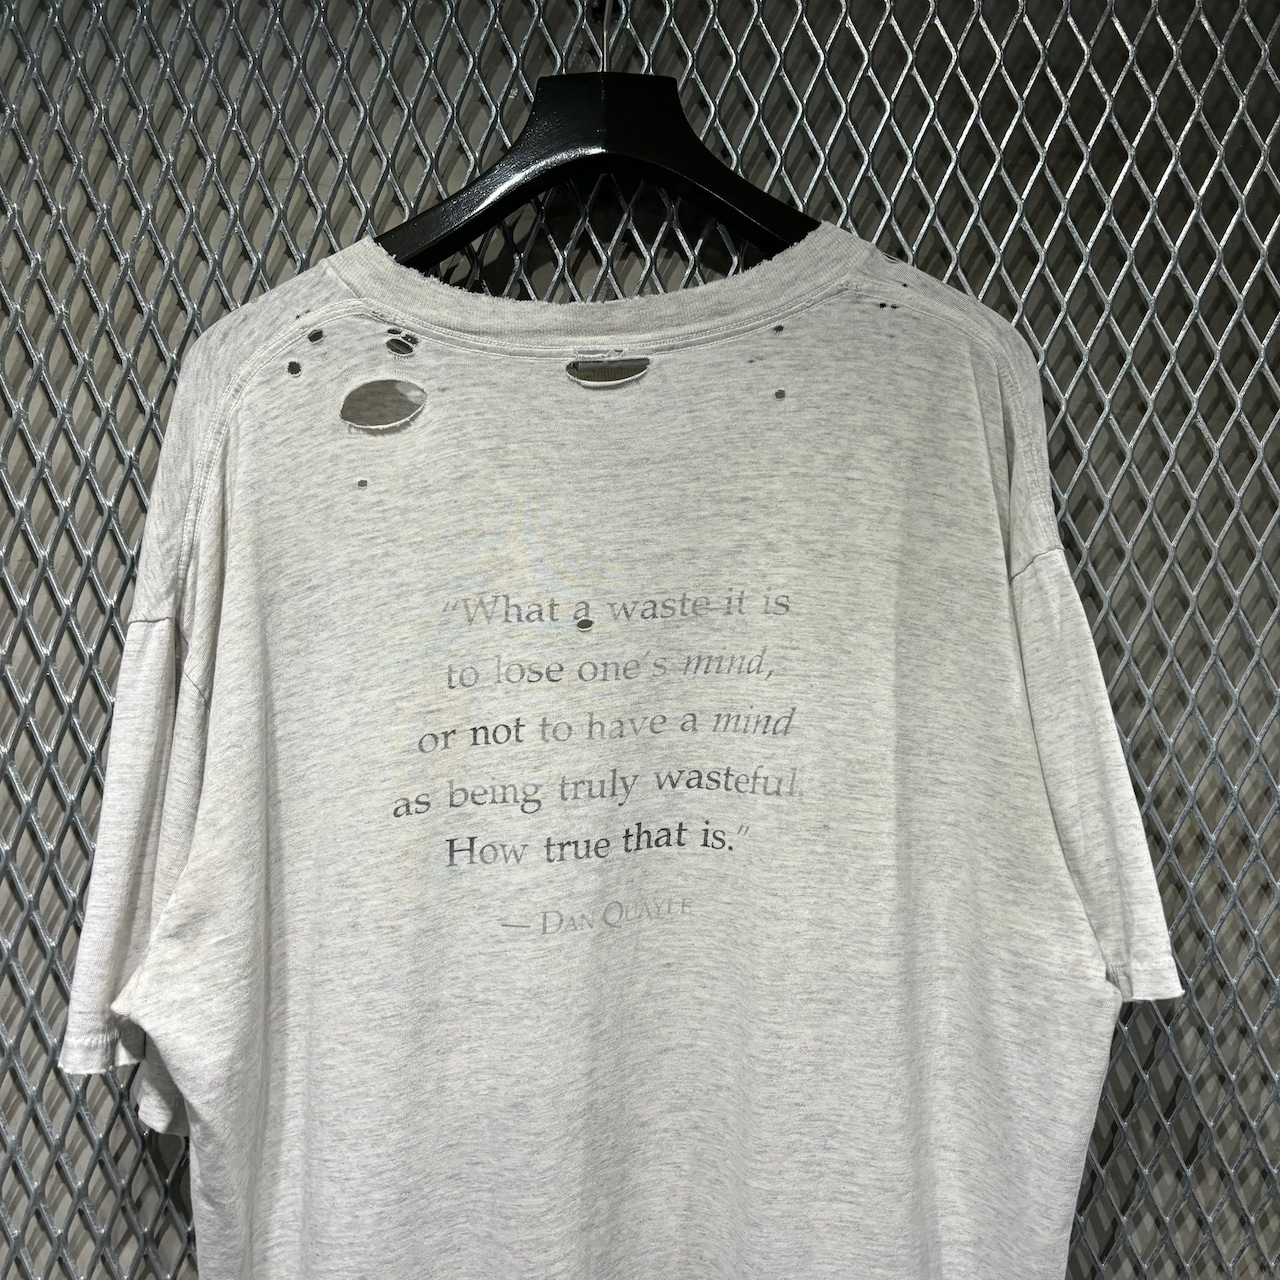 “What a waste it is
to lose one's mind,
or not to have a mind
as being truly wasteful.
How true that is.”
— DAN QUAYLE